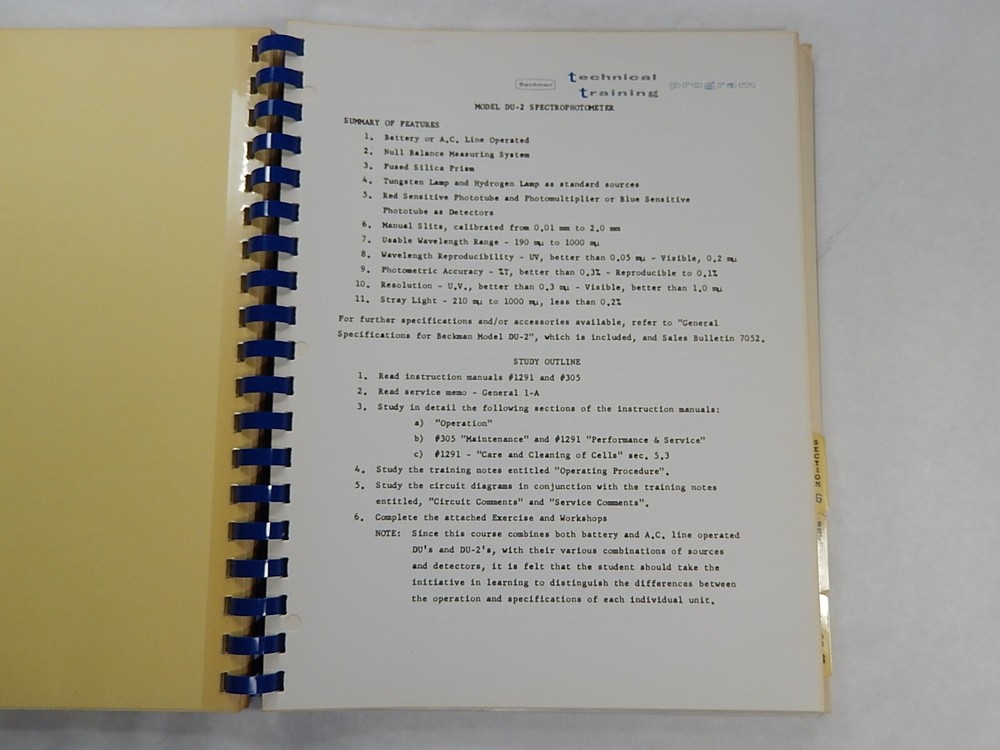 Beckman technical training program
MODEL DU-2 SPECTROPHOTOMETER
SUMMARY OF FEATURES
1. Battery or A.C. Line Operated
2. Null Balance Measuring System
3. Fused Silica Prism
4. Tungsten Lamp and Hydrogen Lamp as standard sources
5. Red Sensitive Phototube and Photomultiplier or Blue Sensitive
Phototube as Detectors
6. Manual Slits, calibrated from 0.01 mm to 2.0 mm
7. Usable Wavelength Range - 190 mµ to 1000 mµ
8. Wavelength Reproducibility - UV, better than 0.05 mµ - Visible, 0.2 mµ
9. Photometric Accuracy - %T, better than 0.3% - Reproducible to 0.1%
10. Resolution - U.V., better than 0.3 mµ - Visible, better than 1.0 mµ
11. Stray Light - 210 mµ to 1000 mµ, less than 0.2%
For further specifications and/or accessories available, refer to "General
Specifications for Beckman Model DU-2", which is included, and Sales Bulletin 7052.
STUDY OUTLINE
1. Read instruction manuals #1291 and #305
2. Read service memo - General 1-A
3. Study in detail the following sections of the instruction manuals:
a) "Operation"
b) #305 "Maintenance" and #1291 "Performance & Service"
c) #1291 - "Care and Cleaning of Cells" sec. 5.3
4. Study the training notes entitled "Operating Procedure".
5. Study the circuit diagrams in conjunction with the training notes
entitled, "Circuit Comments" and "Service Comments".
6. Complete the attached Exercise and Workshops
NOTE: Since this course combines both battery and A.C. line operated
DU's and DU-2's, with their various combinations of sources
and detectors, it is felt that the student should take the
initiative in learning to distinguish the differences between
the operation and specifications of each individual unit.
SECTION 6